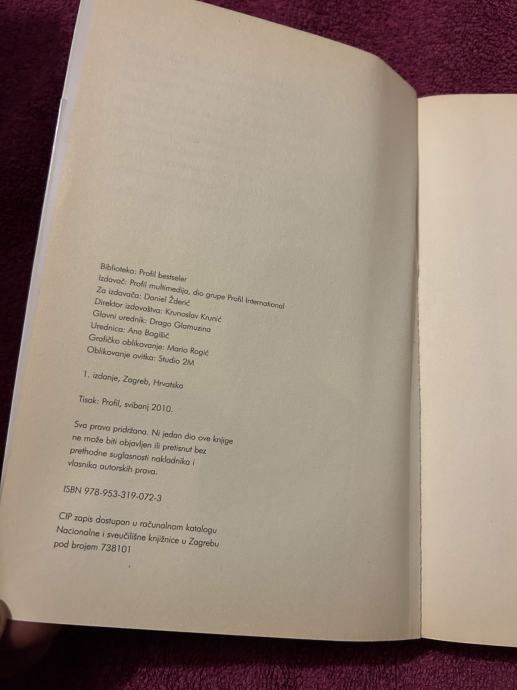 Biblioteka: Profil bestseler
Izdavač: Profil multimedija, dio grupe Profil International
Za izdavača: Daniel Žderić
Direktor izdavaštva: Krunoslav Krunić
Glavni urednik: Drago Glamuzina
Urednica: Ana Bogišić
Grafičko oblikovanje: Mario Rogić
Oblikovanje ovitka: Studio 2M
1. izdanje, Zagreb, Hrvatska
Tisak: Profil, svibanj 2010.
Sva prava pridržana. Ni jedan dio ove knjige
ne može biti objavljen ili pretisnut bez
prethodne suglasnosti nakladnika i
vlasnika autorskih prava.
ISBN 978-953-319-072-3
CIP zapis dostupan u računalnom katalogu
Nacionalne i sveučilišne knjižnice u Zagrebu
pod brojem 738101